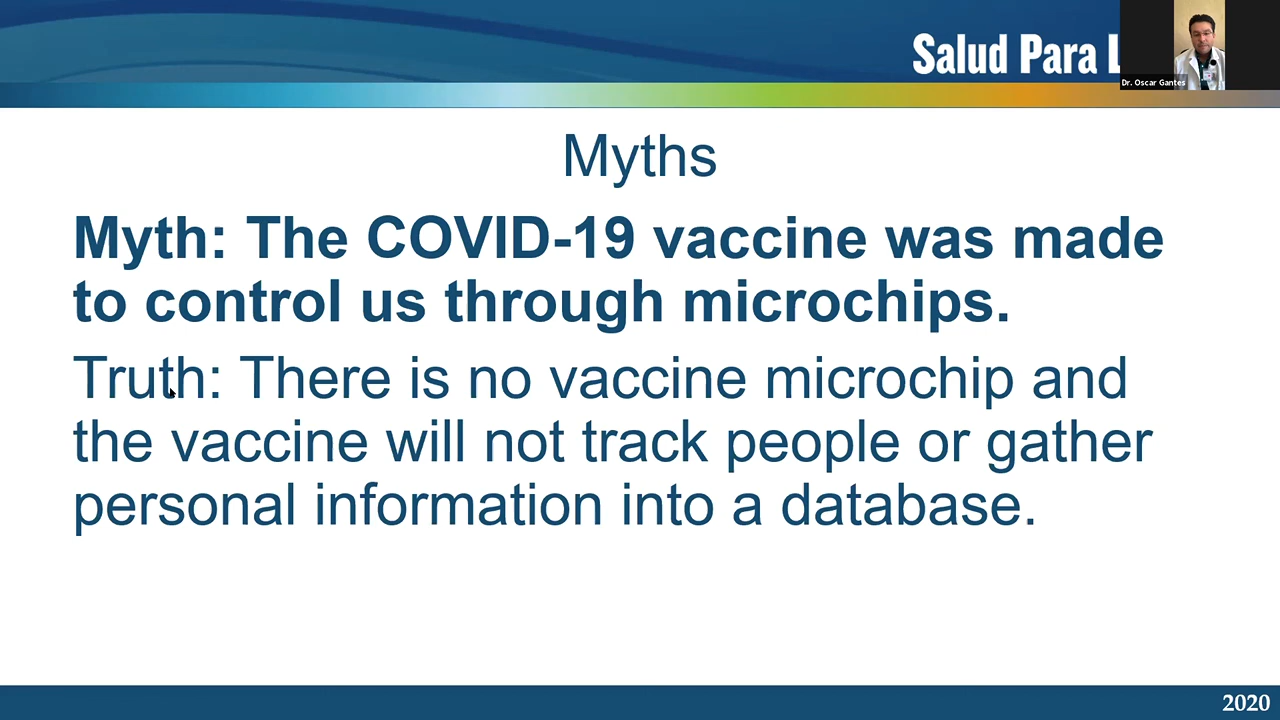 Salud Para L
Dr. Oscar Gantes
Myths
Myth: The COVID-19 vaccine was made
to control us through microchips.
Truth: There is no vaccine microchip and
the vaccine will not track people or gather
personal information into a database.
2020